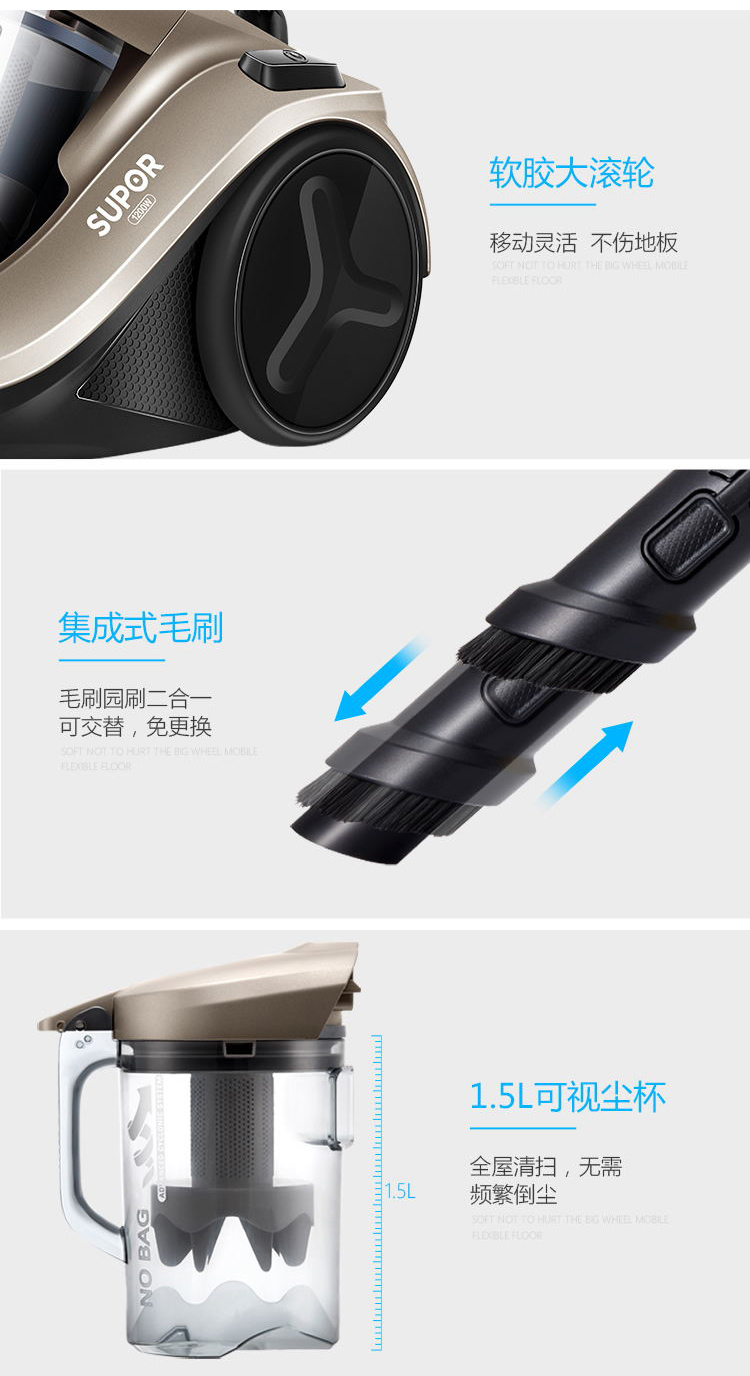 SUPOR
1200W
软胶大滚轮
移动灵活 不伤地板
SOFT NOT TO HURT THE BIG WHEEL MOBILE
FLEXIBLE FLOOR
集成式毛刷
毛刷园刷二合一
可交替，免更换
SOFT NOT TO HURT THE BIG WHEEL MOBILE
FLEXIBLE FLOOR
NO BAG
ADVANCED CYCLONIC SYSTEM
1.5L
1.5L可视尘杯
全屋清扫，无需
频繁倒尘
SOFT NOT TO HURT THE BIG WHEEL MOBILE
FLEXIBLE FLOOR